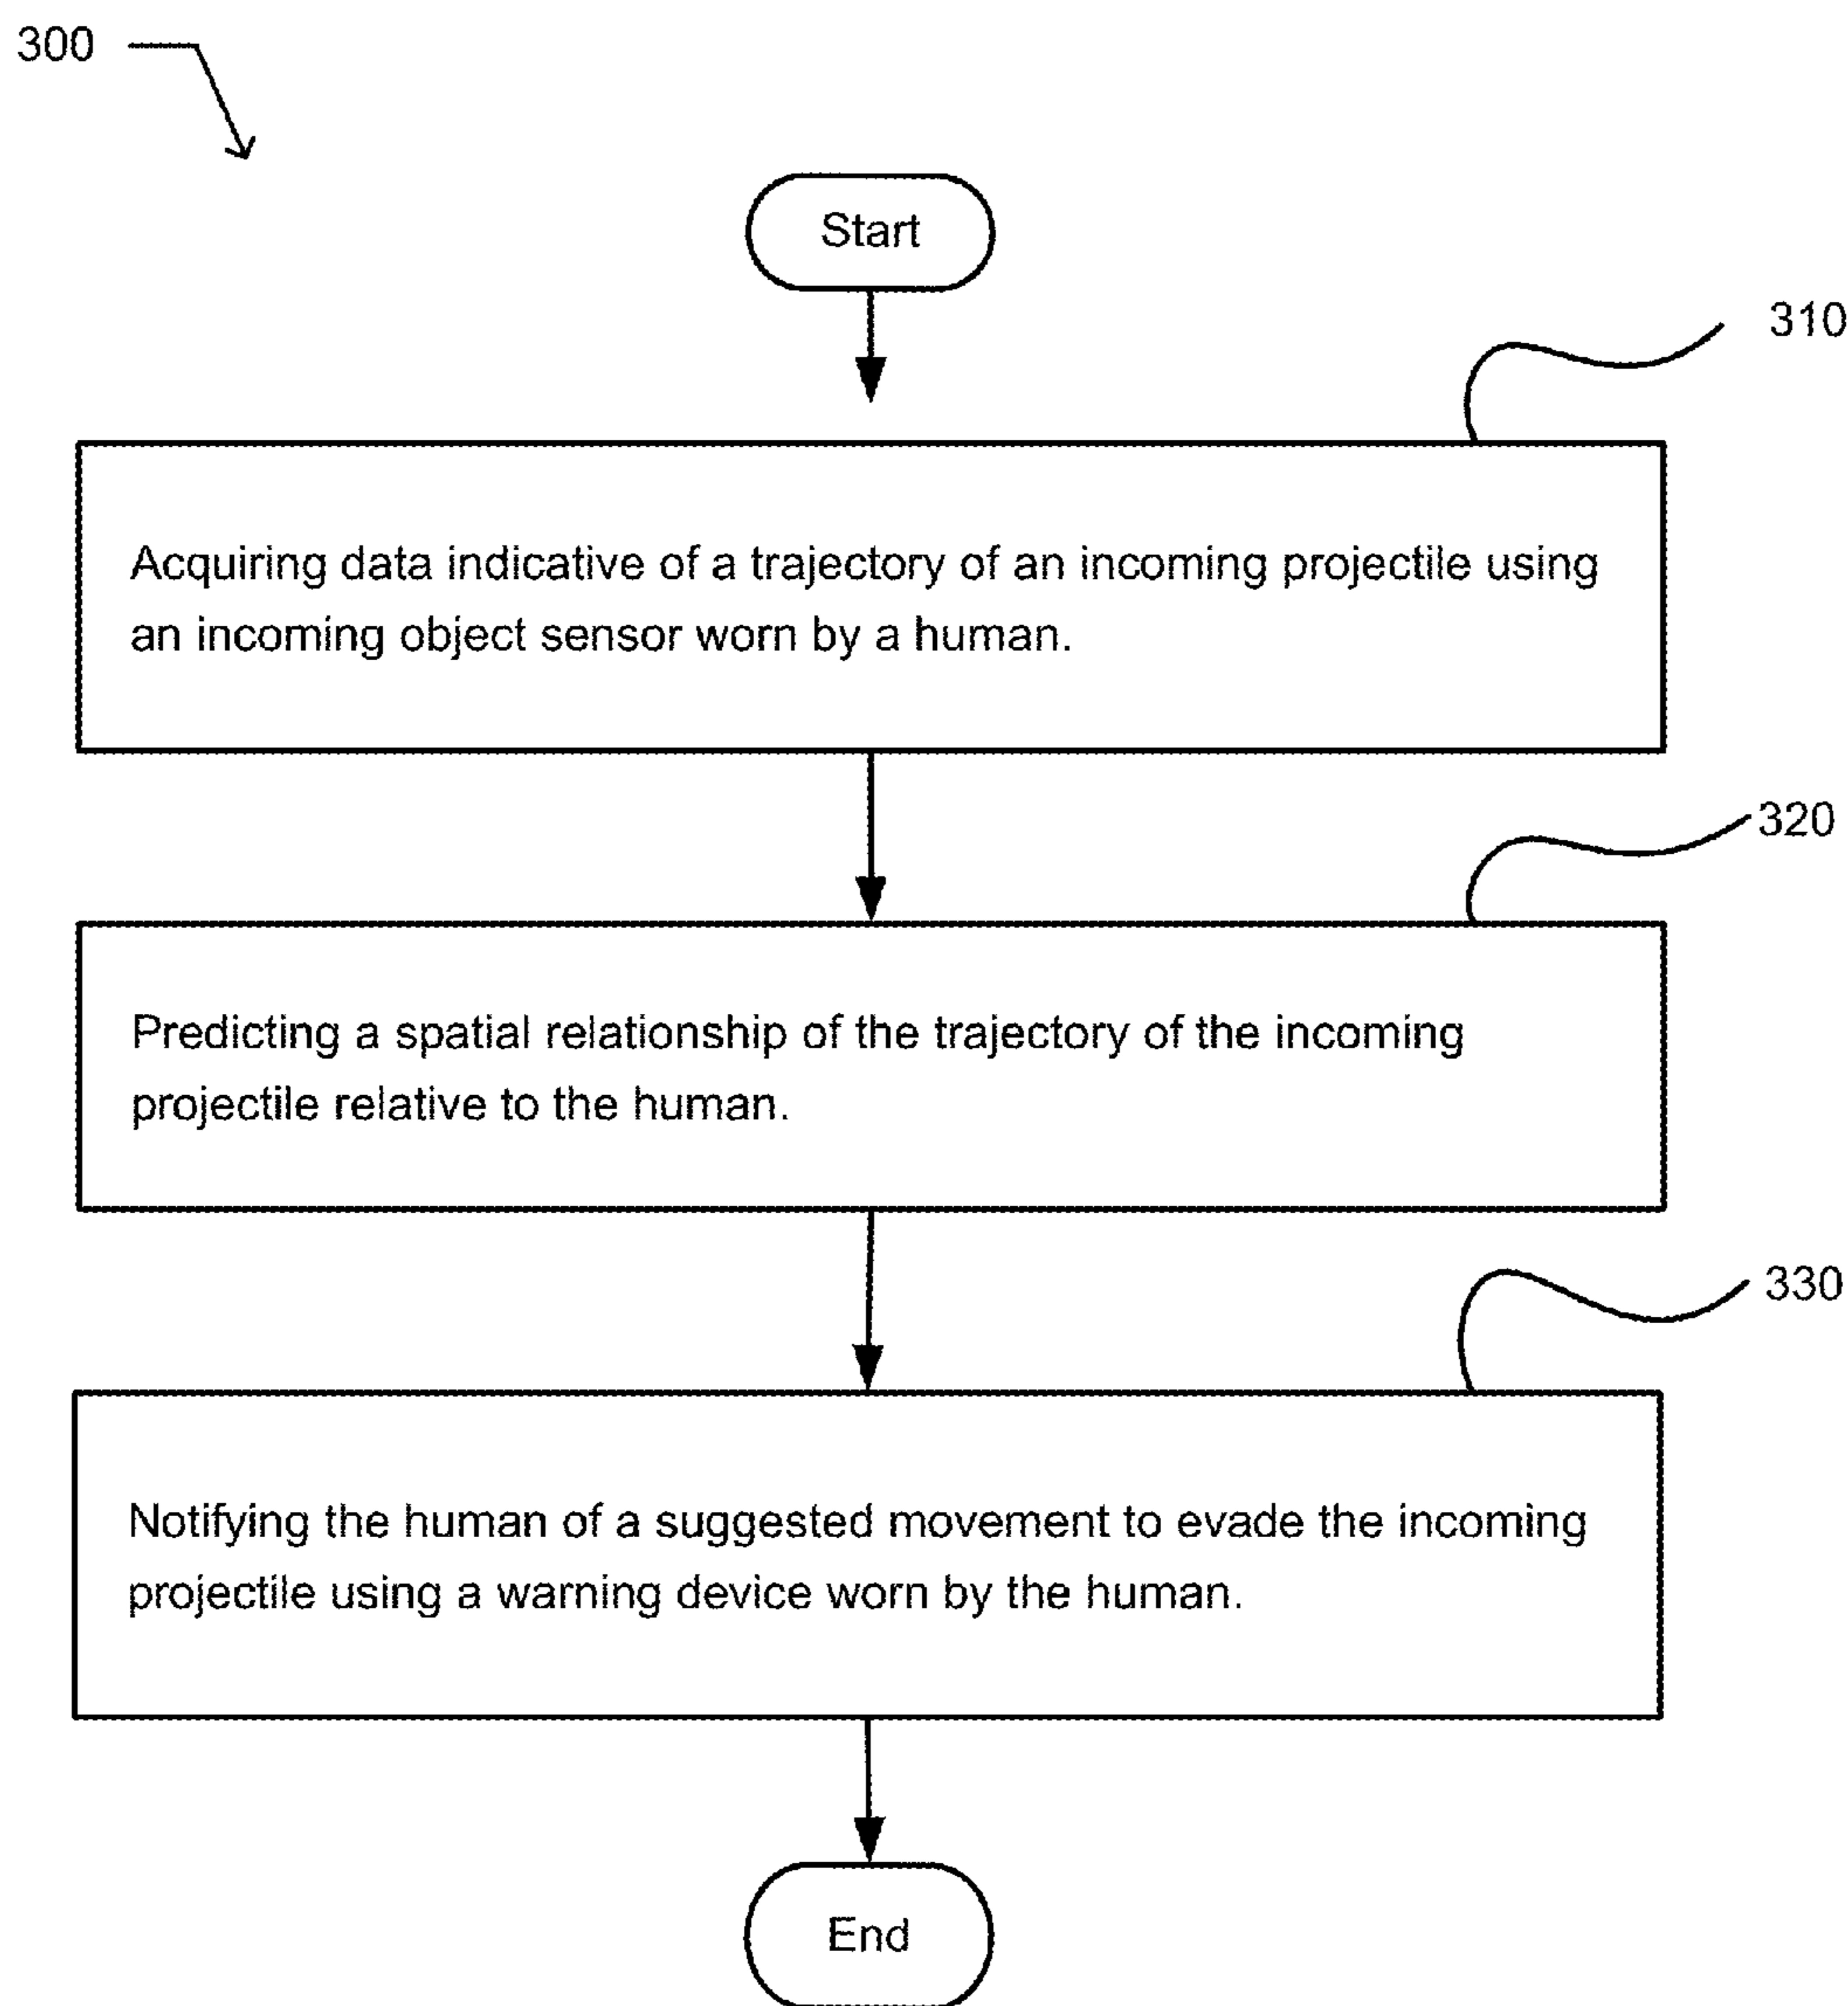 300
Start
310
Acquiring data indicative of a trajectory of an incoming projectile using
an incoming object sensor worn by a human.
320
Predicting a spatial relationship of the trajectory of the incoming
projectile relative to the human.
330
Notifying the human of a suggested movement to evade the incoming
projectile using a warning device worn by the human.
End